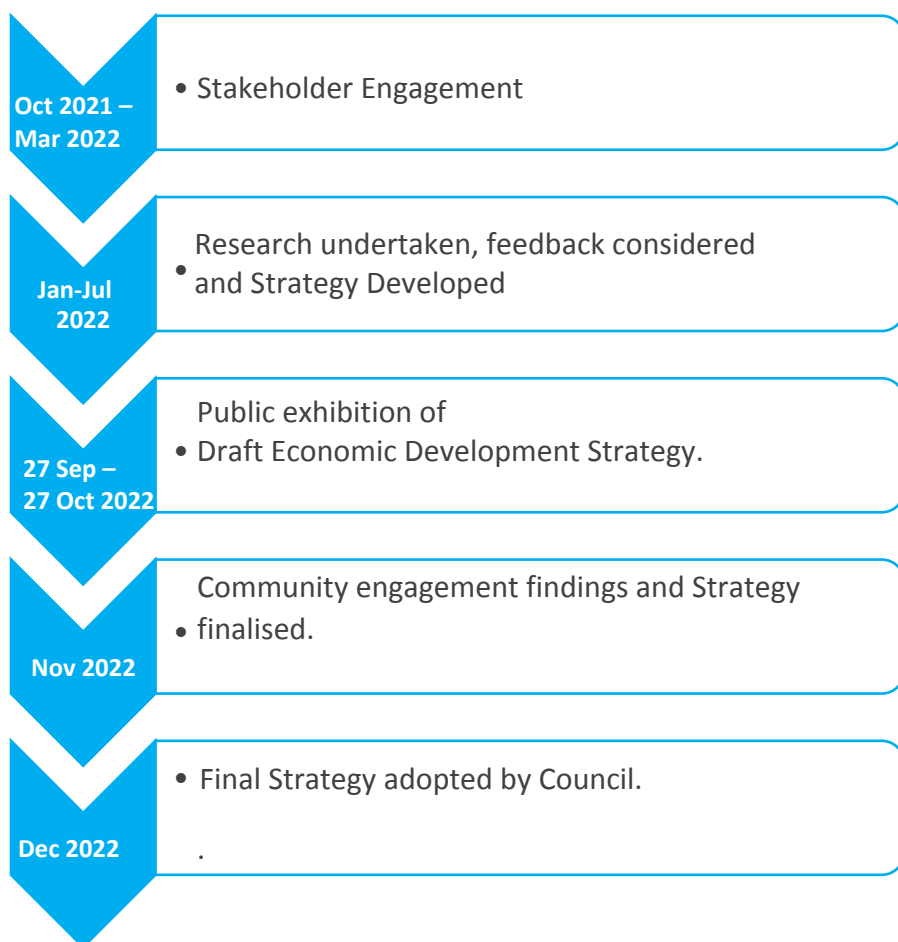 Oct 2021 –
Mar 2022
• Stakeholder Engagement
Jan-Jul
2022
Research undertaken, feedback considered
• and Strategy Developed
27 Sep –
27 Oct 2022
Public exhibition of
• Draft Economic Development Strategy.
Nov 2022
Community engagement findings and Strategy
• finalised.
Dec 2022
• Final Strategy adopted by Council.
.